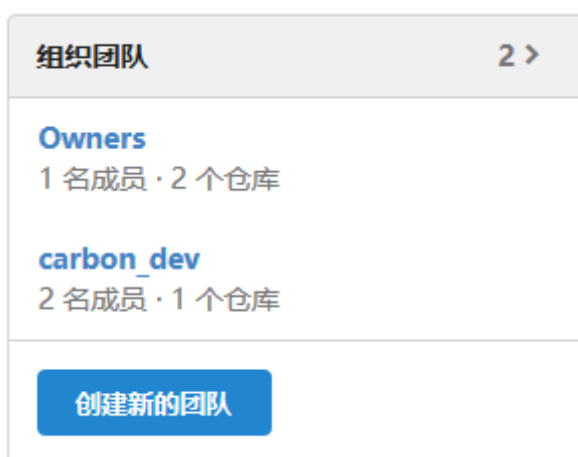 组织团队 2 >
Owners
1 名成员 · 2 个仓库
carbon_dev
2 名成员 · 1 个仓库
创建新的团队